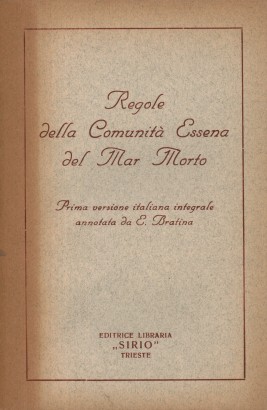 Regole
della Comunità Essena
del Mar Morto
Prima versione italiana integrale
annotata da E. Bratina
EDITRICE LIBRARIA
„SIRIO"
TRIESTE